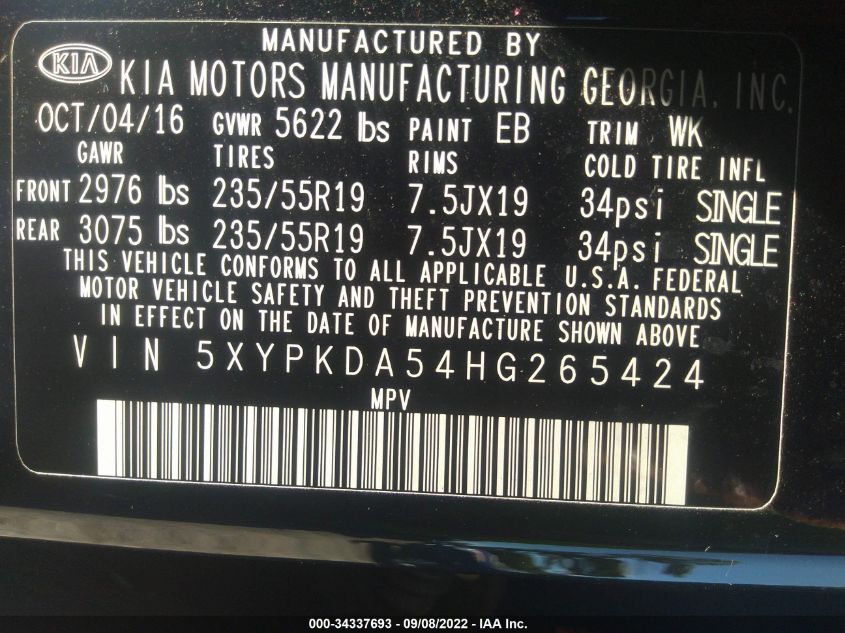 MANUFACTURED BY
KIA KIA MOTORS MANUFACTURING GEORGIA, INC.
OCT/04/16 GVWR 5622 lbs PAINT EB TRIM WK
GAWR TIRES RIMS COLD TIRE INFL
FRONT 2976 lbs 235/55R19 7.5JX19 34psi SINGLE
REAR 3075 lbs 235/55R19 7.5JX19 34psi SINGLE
THIS VEHICLE CONFORMS TO ALL APPLICABLE U.S.A. FEDERAL
MOTOR VEHICLE SAFETY AND THEFT PREVENTION STANDARDS
IN EFFECT ON THE DATE OF MANUFACTURE SHOWN ABOVE
VIN 5XYPKDA54HG265424
MPV
000-34337693 - 09/08/2022 - IAA Inc.